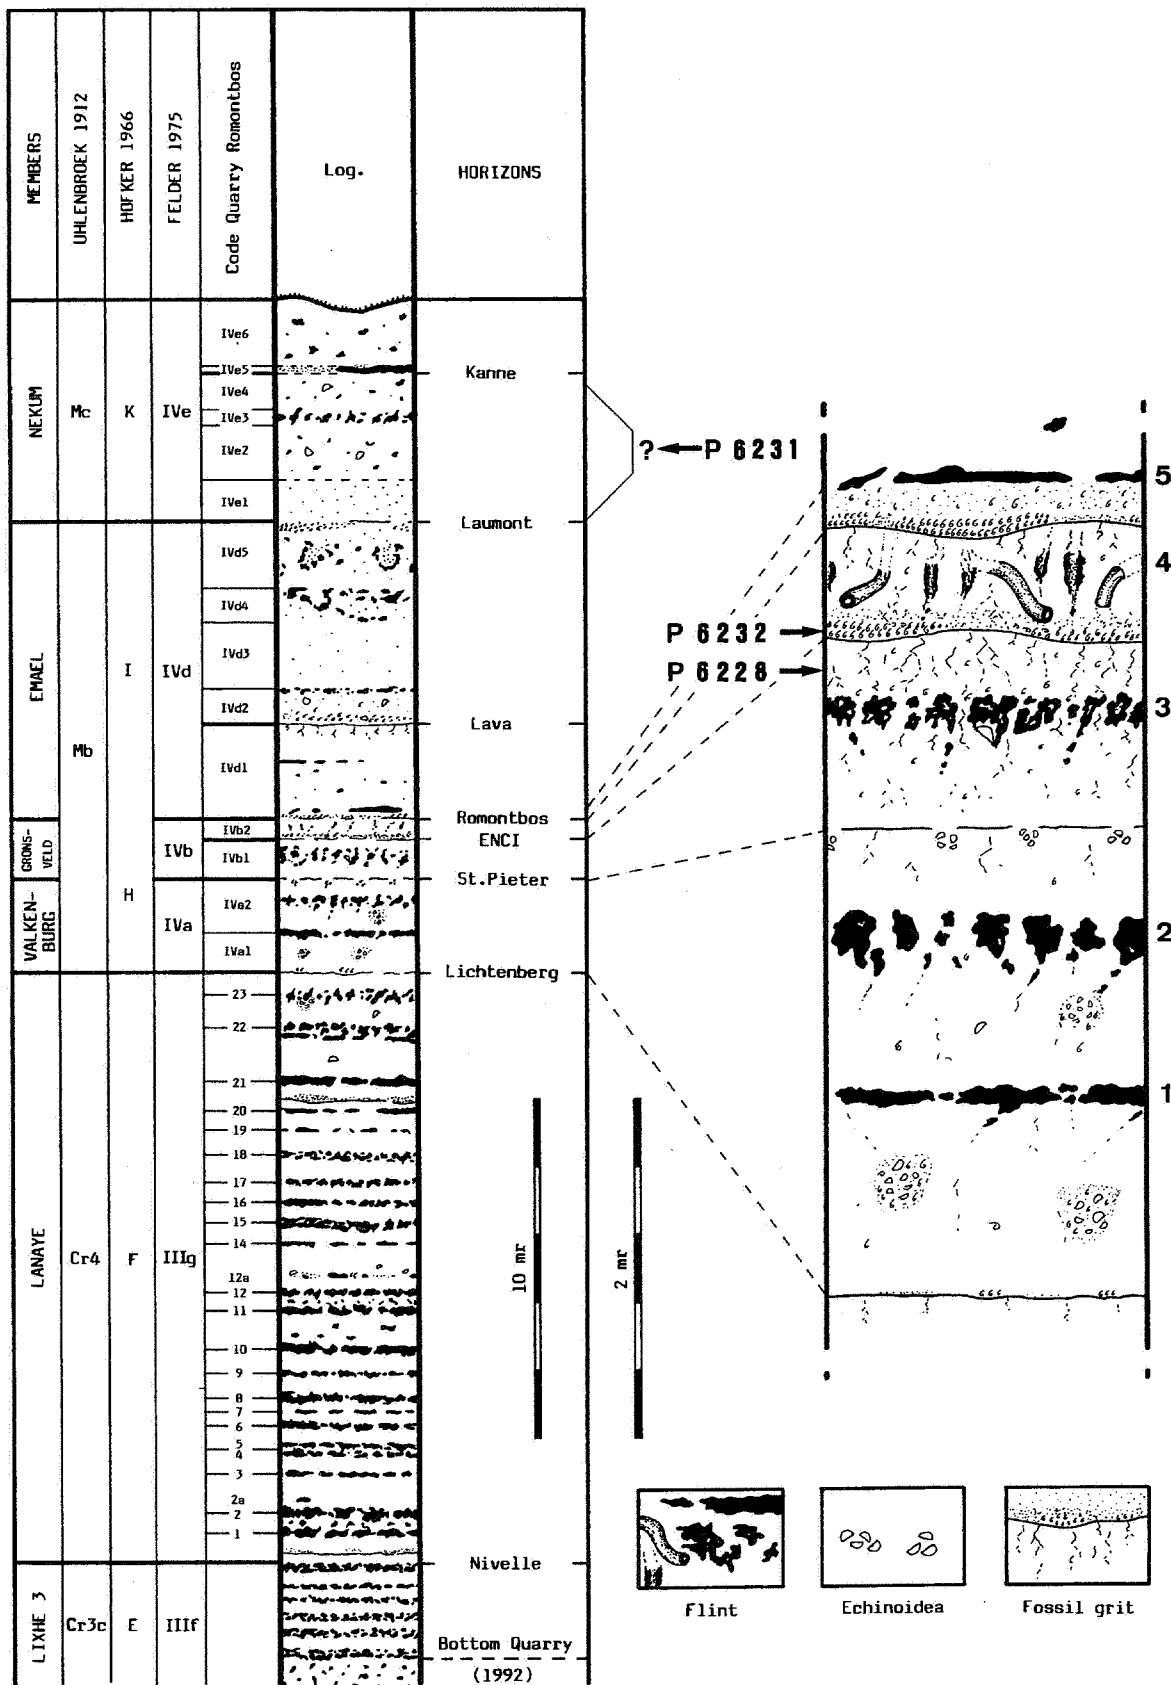 MEMBERS
UHLENBROEK 1912
HOFKER 1966
FELDER 1975
Code Quarry Romontbos
Log.
HORIZONS
NEKUM
Mc
K
IVe
IVe6
IVe5
IVe4
IVe3
IVe2
IVe1
Kanne
Laumont
? P 6231
EMAEL
Mb
I
IVd
IVd5
IVd4
IVd3
IVd2
IVd1
Lava
Romontbos
GRONS-
VELD
IVb
IVb2
IVb1
ENCI
St.Pieter
VALKEN-
BURG
H
IVa
IVa2
IVa1
Lichtenberg
LANAYE
Cr4
F
IIIg
23
22
21
20
19
18
17
16
15
14
12a
12
11
10
9
8
7
6
5
4
3
2a
2
1
Nivelle
LIXHE 3
Cr3c
E
IIIf
Bottom Quarry
(1992)
10 mr
2 mr
5
4
P 6232
P 6228
3
2
1
Flint
Echinoidea
Fossil grit